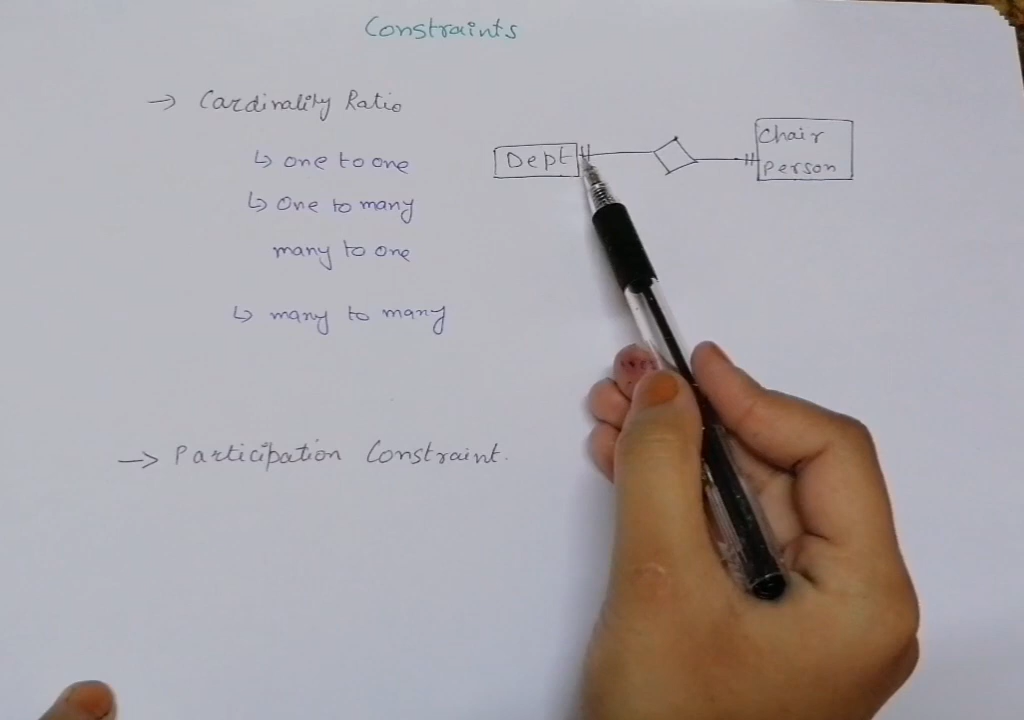 Constraints
→ Cardinality Ratio
↳ one to one
↳ One to many
many to one
↳ many to many
Dept
Chair
person
→ Participation Constraint.